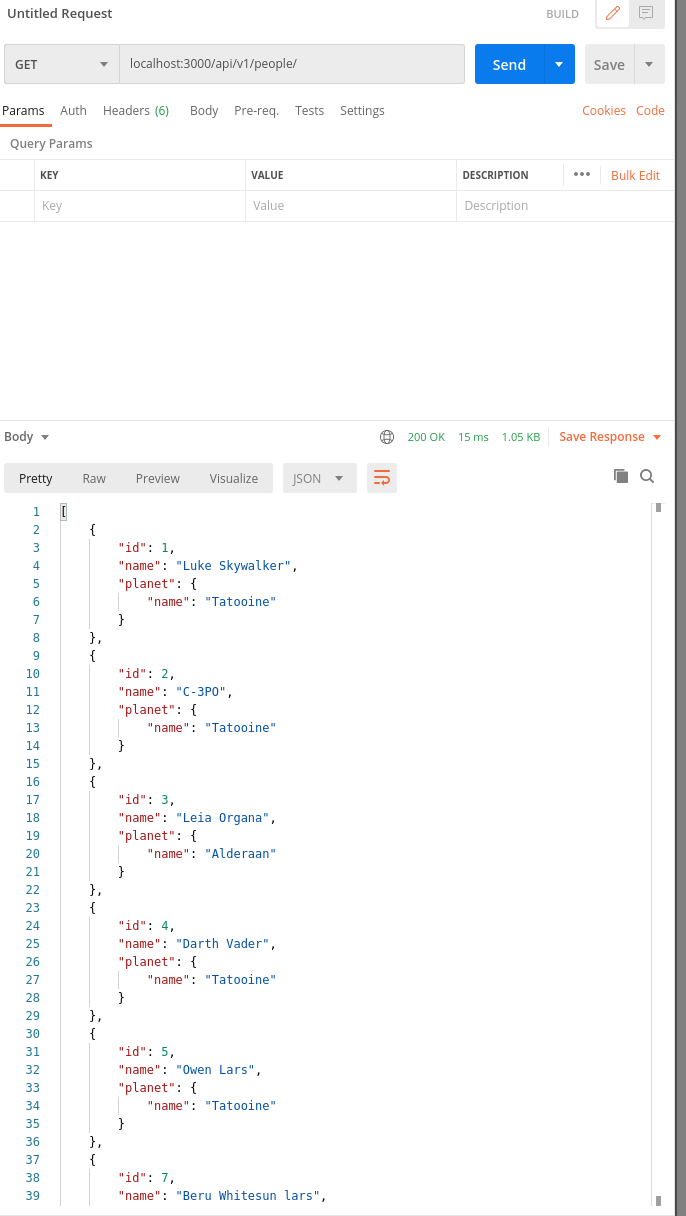 Untitled Request BUILD
GET localhost:3000/api/v1/people/ Send Save
Params Auth Headers (6) Body Pre-req. Tests Settings Cookies Code
Query Params
KEY VALUE DESCRIPTION ••• Bulk Edit
Key Value Description
Body 200 OK 15 ms 1.05 KB Save Response
Pretty Raw Preview Visualize JSON
1 [
2 {
3 "id": 1,
4 "name": "Luke Skywalker",
5 "planet": {
6 "name": "Tatooine"
7 }
8 },
9 {
10 "id": 2,
11 "name": "C-3PO",
12 "planet": {
13 "name": "Tatooine"
14 }
15 },
16 {
17 "id": 3,
18 "name": "Leia Organa",
19 "planet": {
20 "name": "Alderaan"
21 }
22 },
23 {
24 "id": 4,
25 "name": "Darth Vader",
26 "planet": {
27 "name": "Tatooine"
28 }
29 },
30 {
31 "id": 5,
32 "name": "Owen Lars",
33 "planet": {
34 "name": "Tatooine"
35 }
36 },
37 {
38 "id": 7,
39 "name": "Beru Whitesun lars",